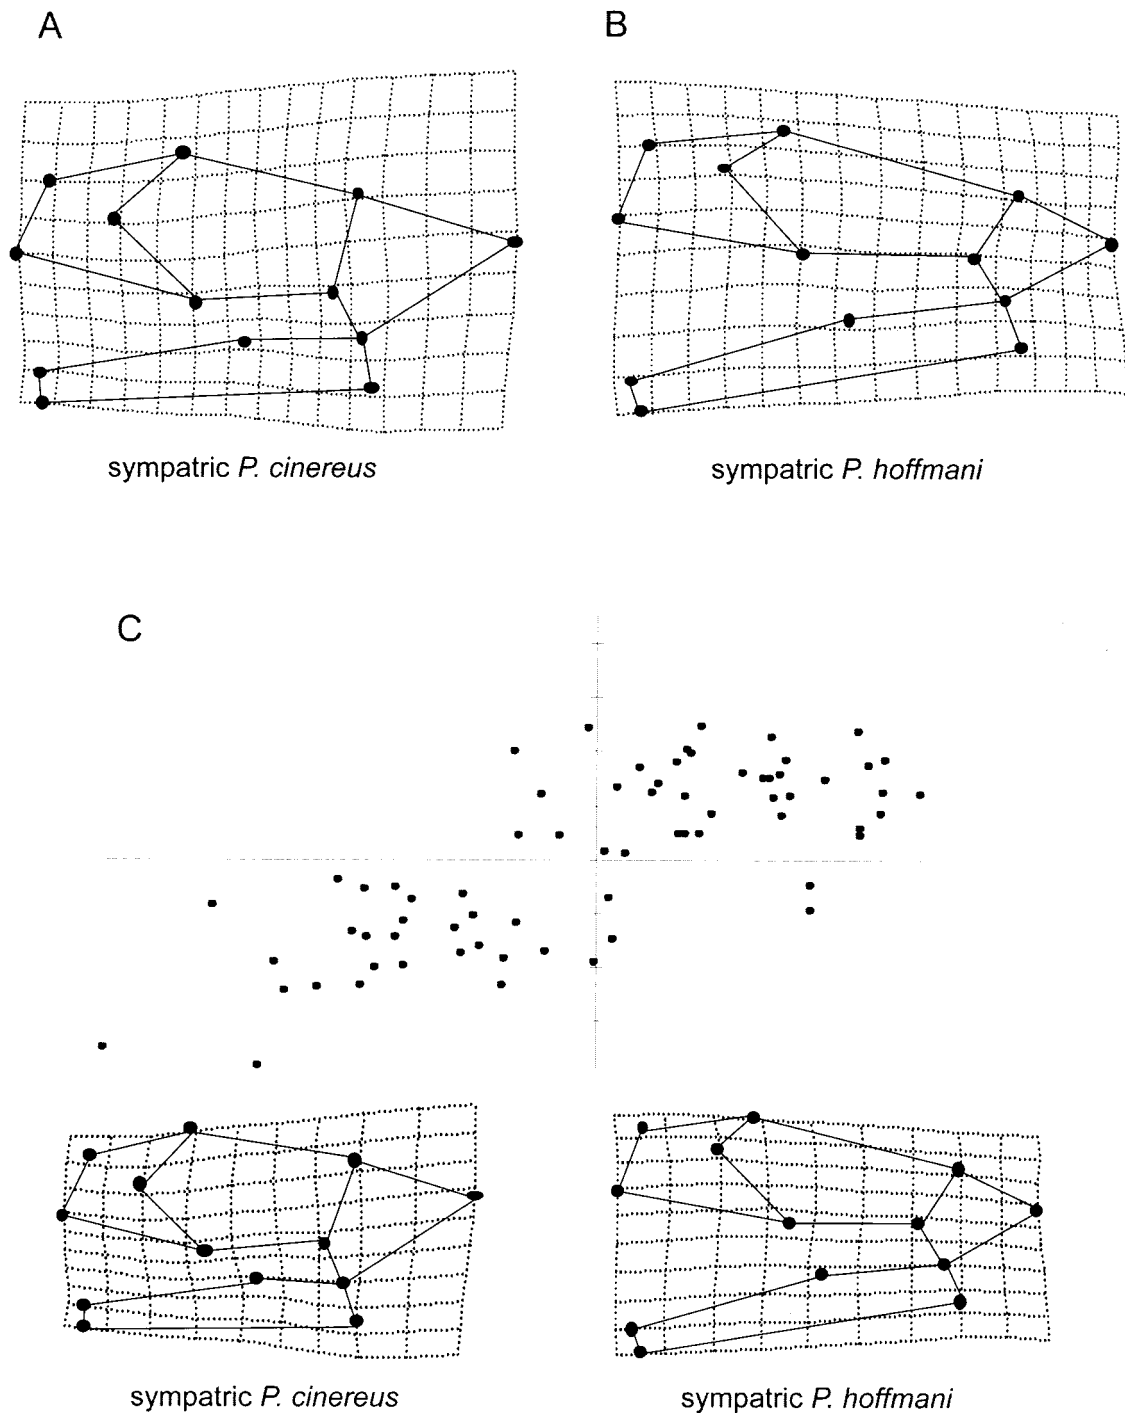 A
B
sympatric P. cinereus
sympatric P. hoffmani
C
sympatric P. cinereus
sympatric P. hoffmani